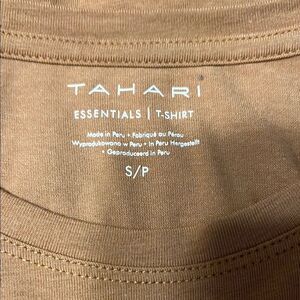 TAHARI
ESSENTIALS | T-SHIRT
Made in Peru • Fabriqué au Pérou
Wyprodukowano w Peru • In Peru Hergestellt
• Geproduceerd in Peru
S/P